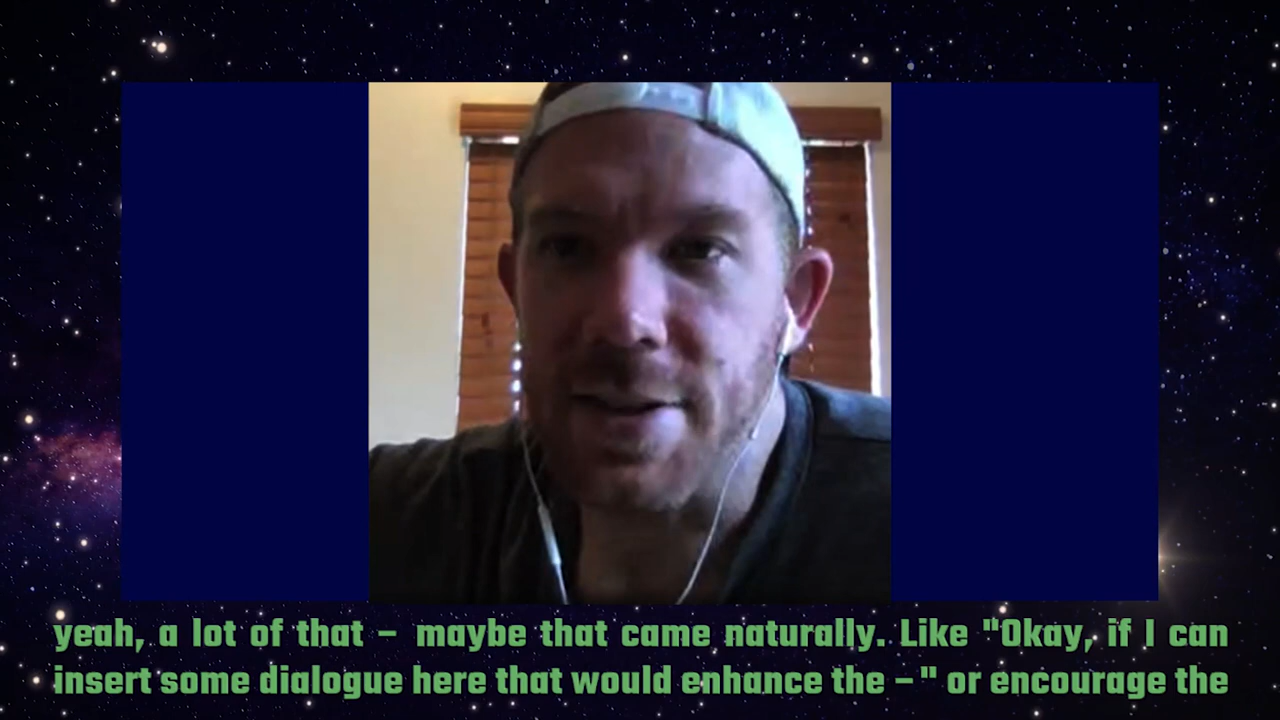 yeah, a lot of that – maybe that came naturally. Like "Okay, if I can
insert some dialogue here that would enhance the –" or encourage the